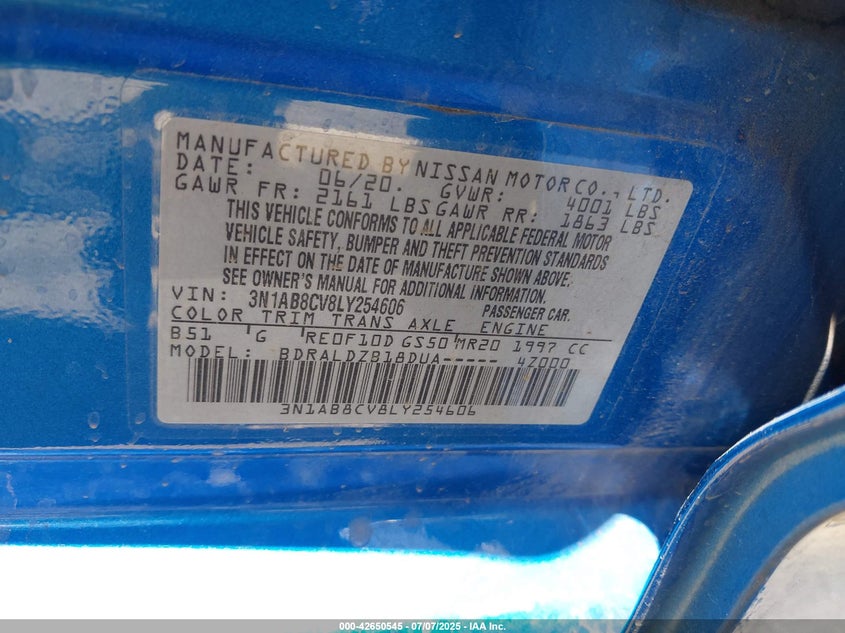 MANUFACTURED BY NISSAN MOTOR CO., LTD.
DATE: 06/20. GVWR: 4001 LBS
GAWR FR: 2161 LBS GAWR RR: 1863 LBS
THIS VEHICLE CONFORMS TO ALL APPLICABLE FEDERAL MOTOR
VEHICLE SAFETY, BUMPER AND THEFT PREVENTION STANDARDS
IN EFFECT ON THE DATE OF MANUFACTURE SHOWN ABOVE.
SEE OWNER'S MANUAL FOR ADDITIONAL INFORMATION.
VIN: 3N1AB8CV8LY254606 PASSENGER CAR.
COLOR TRIM TRANS AXLE ENGINE
B51 G RE0F10D GS50 MR20 1997 CC
MODEL: BDRALDZB18DUA----- 4Z000
3N1AB8CV8LY254606
000-42650545 - 07/07/2025 - IAA Inc.